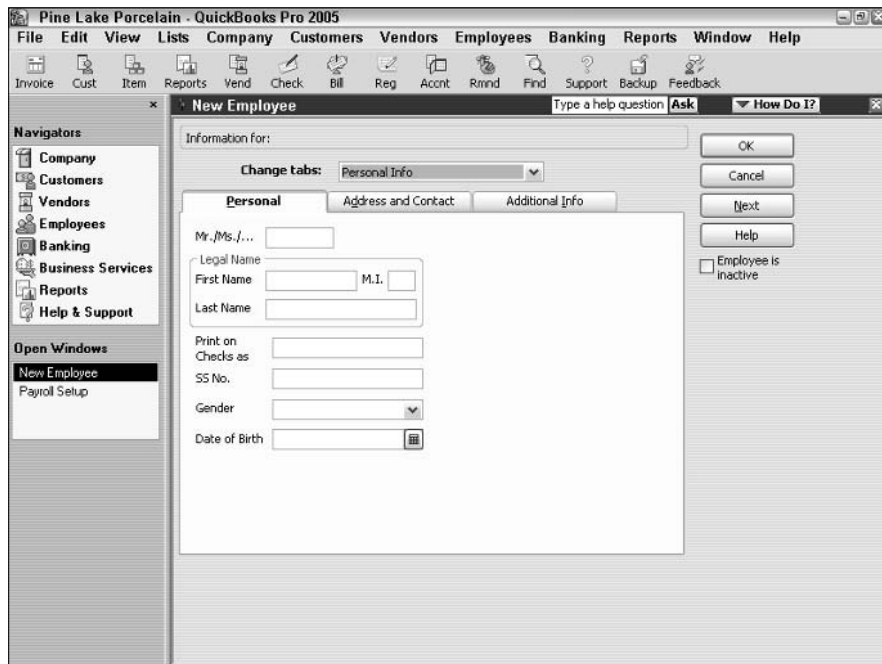 Pine Lake Porcelain - QuickBooks Pro 2005
File Edit View Lists Company Customers Vendors Employees Banking Reports Window Help
Invoice Cust Item Reports Vend Check Bill Reg Accnt Rmnd Find Support Backup Feedback
New Employee Type a help question Ask How Do I?
Navigators
Company
Customers
Vendors
Employees
Banking
Business Services
Reports
Help & Support
Open Windows
New Employee
Payroll Setup
Information for:
Change tabs: Personal Info
Personal Address and Contact Additional Info
Mr./Ms./...
Legal Name
First Name M.I.
Last Name
Print on
Checks as
SS No.
Gender
Date of Birth
OK
Cancel
Next
Help
Employee is
inactive